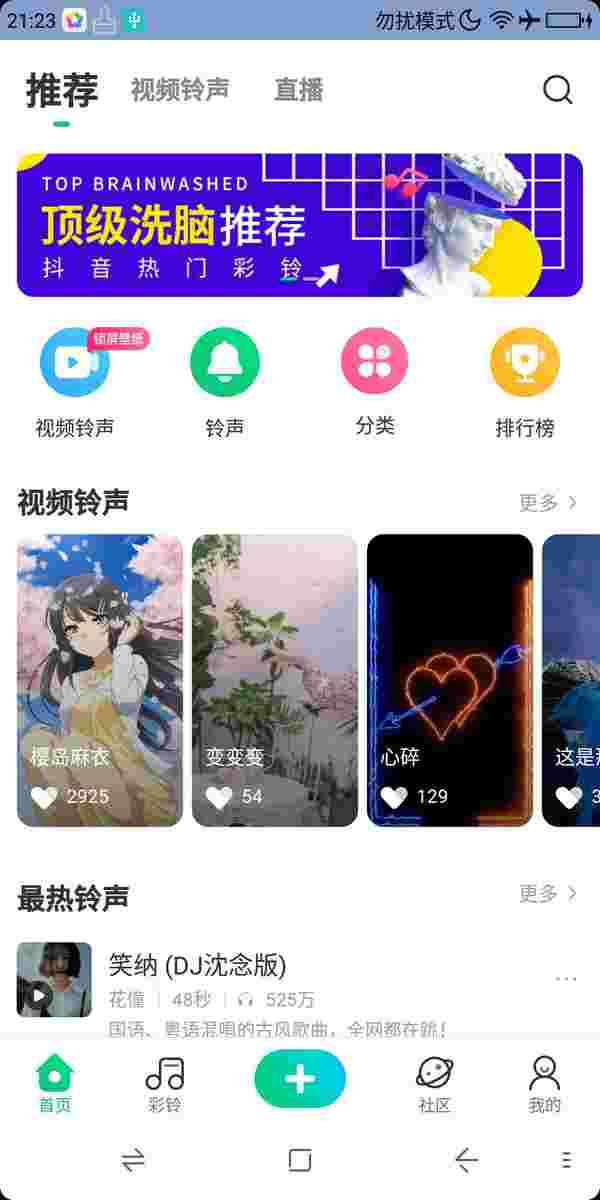 21:23
勿扰模式
推荐 视频铃声 直播
TOP BRAINWASHED
顶级洗脑推荐
抖音热门彩铃
锁屏壁纸
视频铃声 铃声 分类 排行榜
视频铃声 更多
樱岛麻衣 变变变 心碎
2925 54 129
最热铃声 更多
笑纳 (DJ沈念版)
花僮 48秒 525万
国语、粤语混唱的古风歌曲，全网都在跳！
首页 彩铃 社区 我的